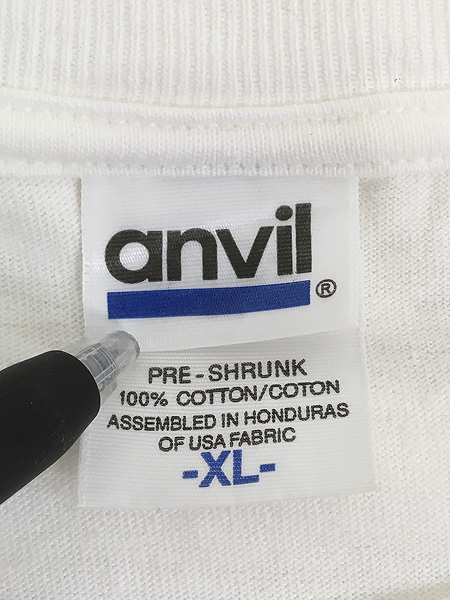 anvil®
PRE-SHRUNK
100% COTTON/COTON
ASSEMBLED IN HONDURAS
OF USA FABRIC
-XL-